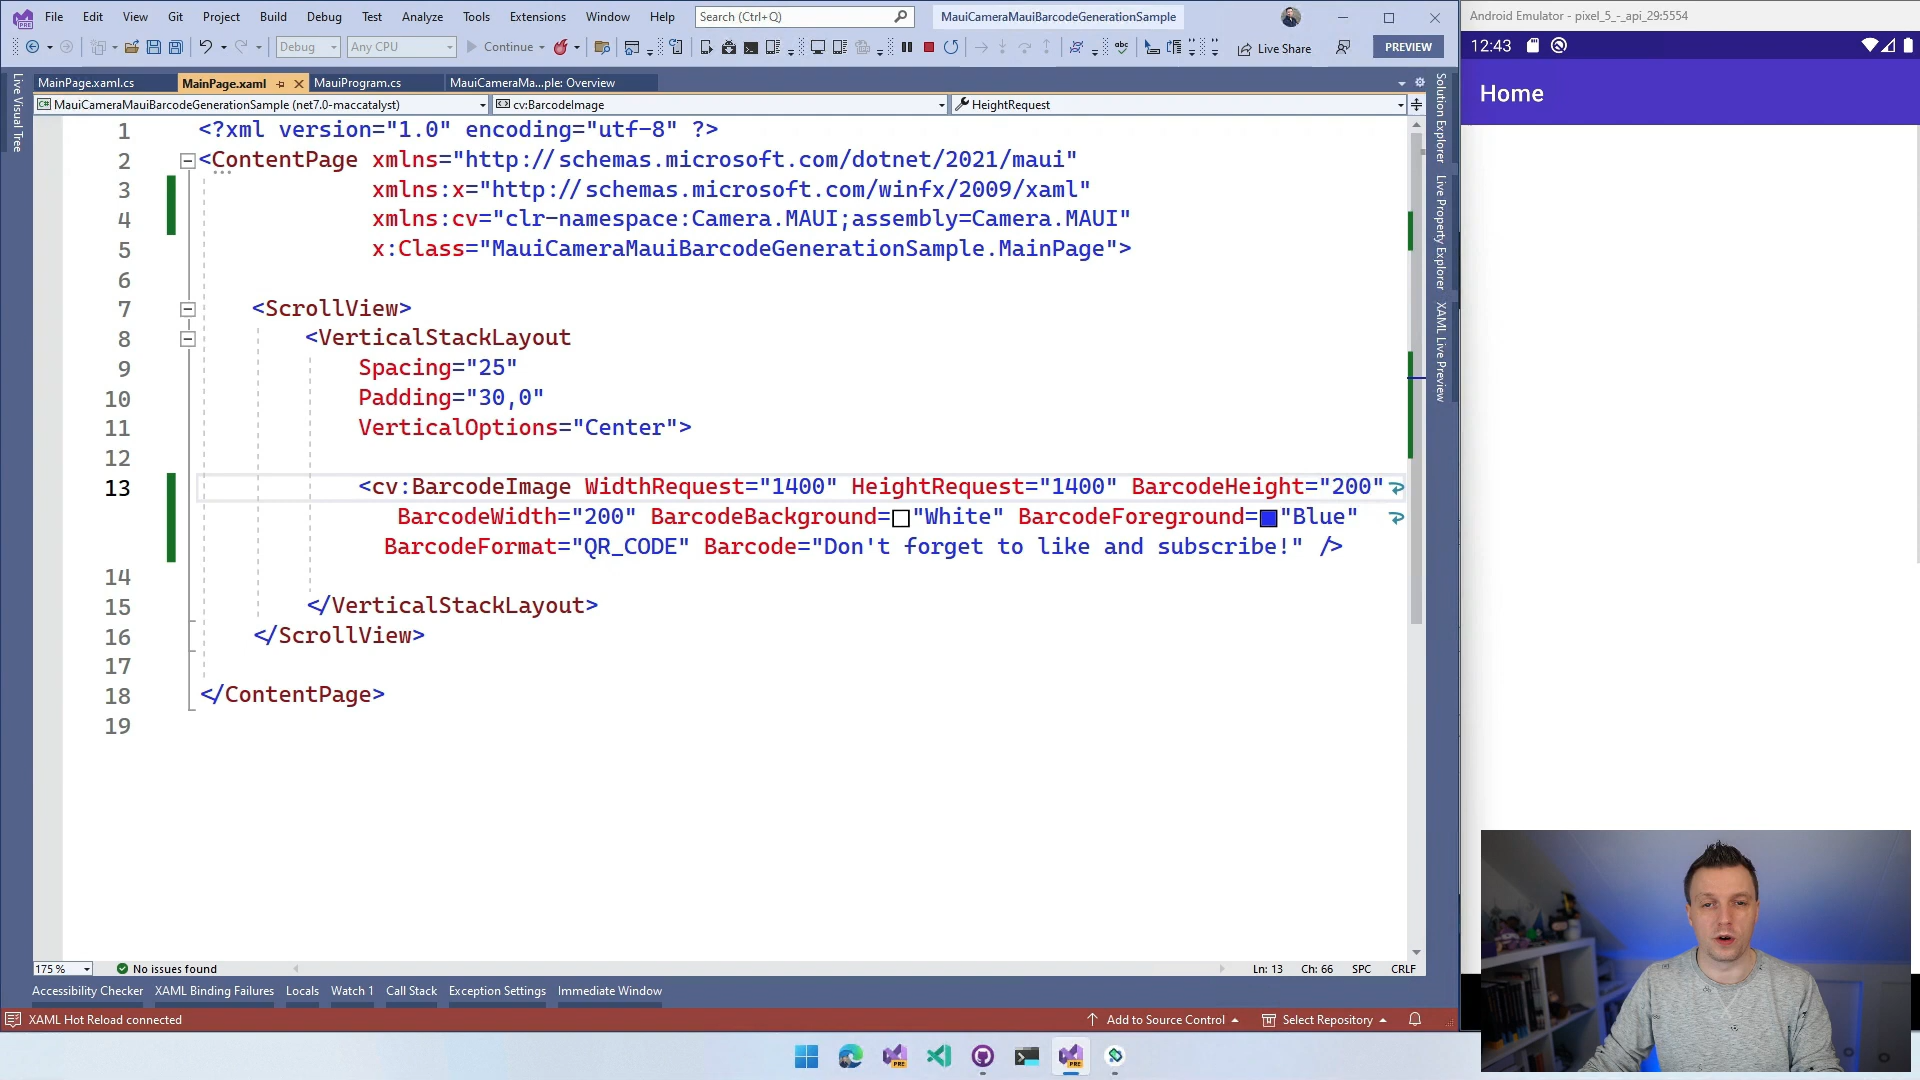 File Edit View Git Project Build Debug Test Analyze Tools Extensions Window Help Search (Ctrl+Q) MauiCameraMauiBarcodeGenerationSample
Debug Any CPU Continue Live Share PREVIEW
MainPage.xaml.cs MainPage.xaml MauiProgram.cs MauiCameraMa...ple: Overview
MauiCameraMauiBarcodeGenerationSample (net7.0-maccatalyst) cv:BarcodeImage HeightRequest
Live Visual Tree
1 <?xml version="1.0" encoding="utf-8" ?>
2 <ContentPage xmlns="http://schemas.microsoft.com/dotnet/2021/maui"
3 xmlns:x="http://schemas.microsoft.com/winfx/2009/xaml"
4 xmlns:cv="clr-namespace:Camera.MAUI;assembly=Camera.MAUI"
5 x:Class="MauiCameraMauiBarcodeGenerationSample.MainPage">
6
7 <ScrollView>
8 <VerticalStackLayout
9 Spacing="25"
10 Padding="30,0"
11 VerticalOptions="Center">
12
13 <cv:BarcodeImage WidthRequest="1400" HeightRequest="1400" BarcodeHeight="200"
BarcodeWidth="200" BarcodeBackground="White" BarcodeForeground="Blue"
BarcodeFormat="QR_CODE" Barcode="Don't forget to like and subscribe!" />
14
15 </VerticalStackLayout>
16 </ScrollView>
17
18 </ContentPage>
19
Solution Explorer
Live Property Explorer
XAML Live Preview
175 % No issues found Ln: 13 Ch: 66 SPC CRLF
Accessibility Checker XAML Binding Failures Locals Watch 1 Call Stack Exception Settings Immediate Window
XAML Hot Reload connected Add to Source Control Select Repository
Android Emulator - pixel_5_-_api_29:5554
12:43
Home